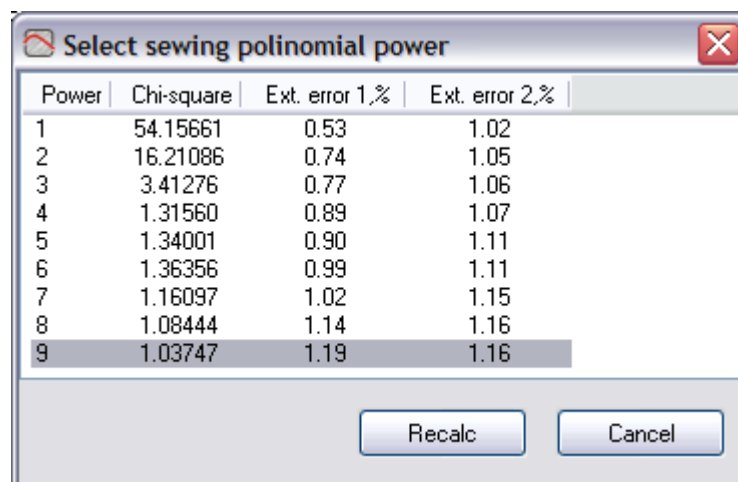 Select sewing polinomial power
Power Chi-square Ext. error 1,% Ext. error 2,%
1 54.15661 0.53 1.02
2 16.21086 0.74 1.05
3 3.41276 0.77 1.06
4 1.31560 0.89 1.07
5 1.34001 0.90 1.11
6 1.36356 0.99 1.11
7 1.16097 1.02 1.15
8 1.08444 1.14 1.16
9 1.03747 1.19 1.16
Recalc Cancel